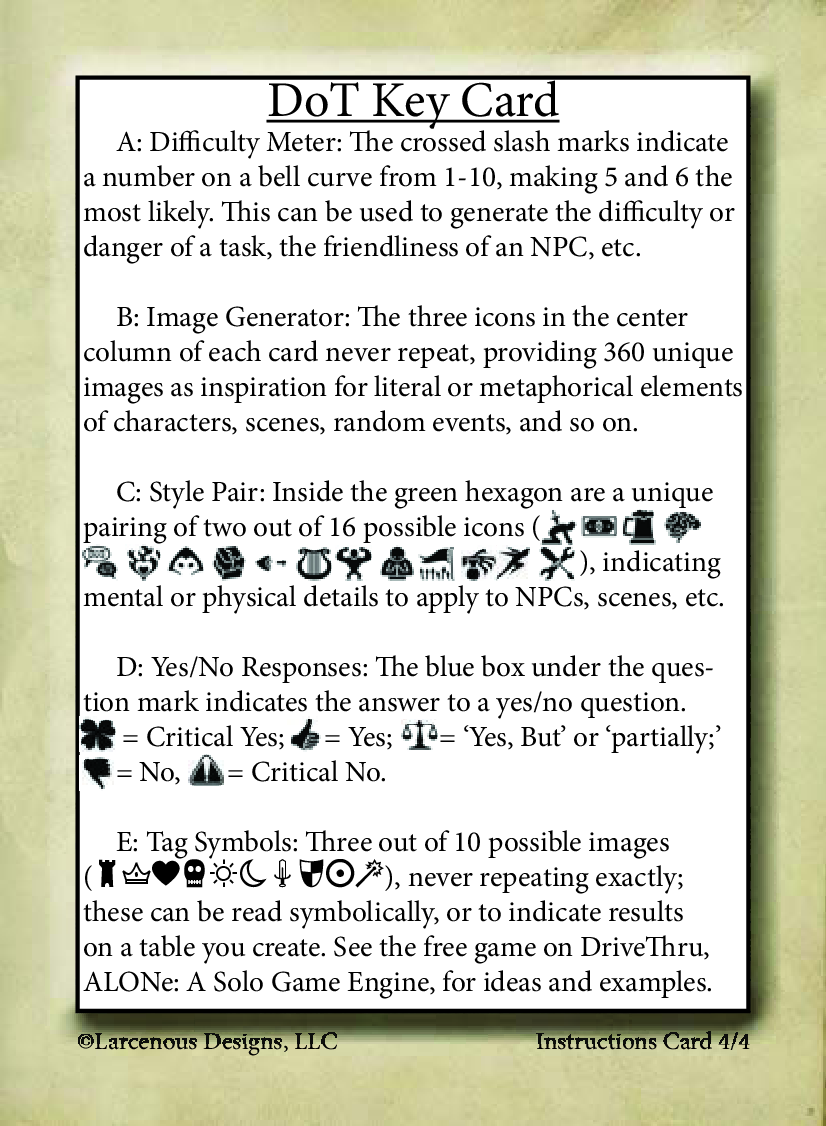 DoT Key Card
A: Difficulty Meter: The crossed slash marks indicate
a number on a bell curve from 1-10, making 5 and 6 the
most likely. This can be used to generate the difficulty or
danger of a task, the friendliness of an NPC, etc.
B: Image Generator: The three icons in the center
column of each card never repeat, providing 360 unique
images as inspiration for literal or metaphorical elements
of characters, scenes, random events, and so on.
C: Style Pair: Inside the green hexagon are a unique
pairing of two out of 16 possible icons (
), indicating
mental or physical details to apply to NPCs, scenes, etc.
D: Yes/No Responses: The blue box under the ques-
tion mark indicates the answer to a yes/no question.
= Critical Yes; = Yes; = ‘Yes, But’ or ‘partially;’
= No, = Critical No.
E: Tag Symbols: Three out of 10 possible images
( ), never repeating exactly;
these can be read symbolically, or to indicate results
on a table you create. See the free game on DriveThru,
ALONe: A Solo Game Engine, for ideas and examples.
©Larcenous Designs, LLC Instructions Card 4/4